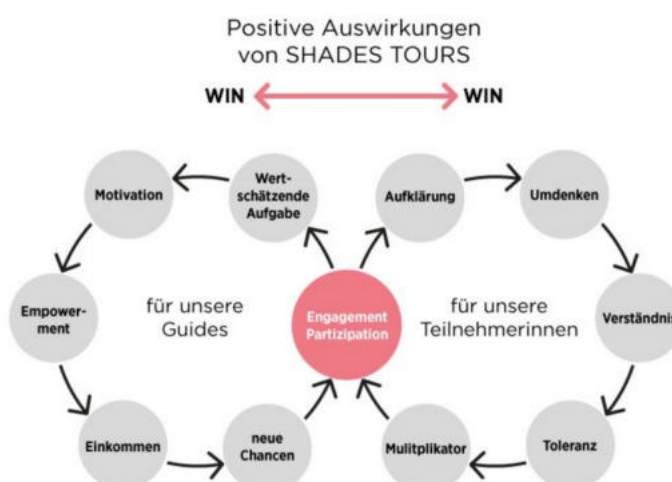 Positive Auswirkungen
von SHADES TOURS
WIN
WIN
Wert-
schätzende
Aufgabe
Motivation
Empower-
ment
Einkommen
neue
Chancen
für unsere
Guides
Engagement
Partizipation
Aufklärung
Umdenken
Verständnis
Toleranz
Mulitplikator
für unsere
Teilnehmerinnen